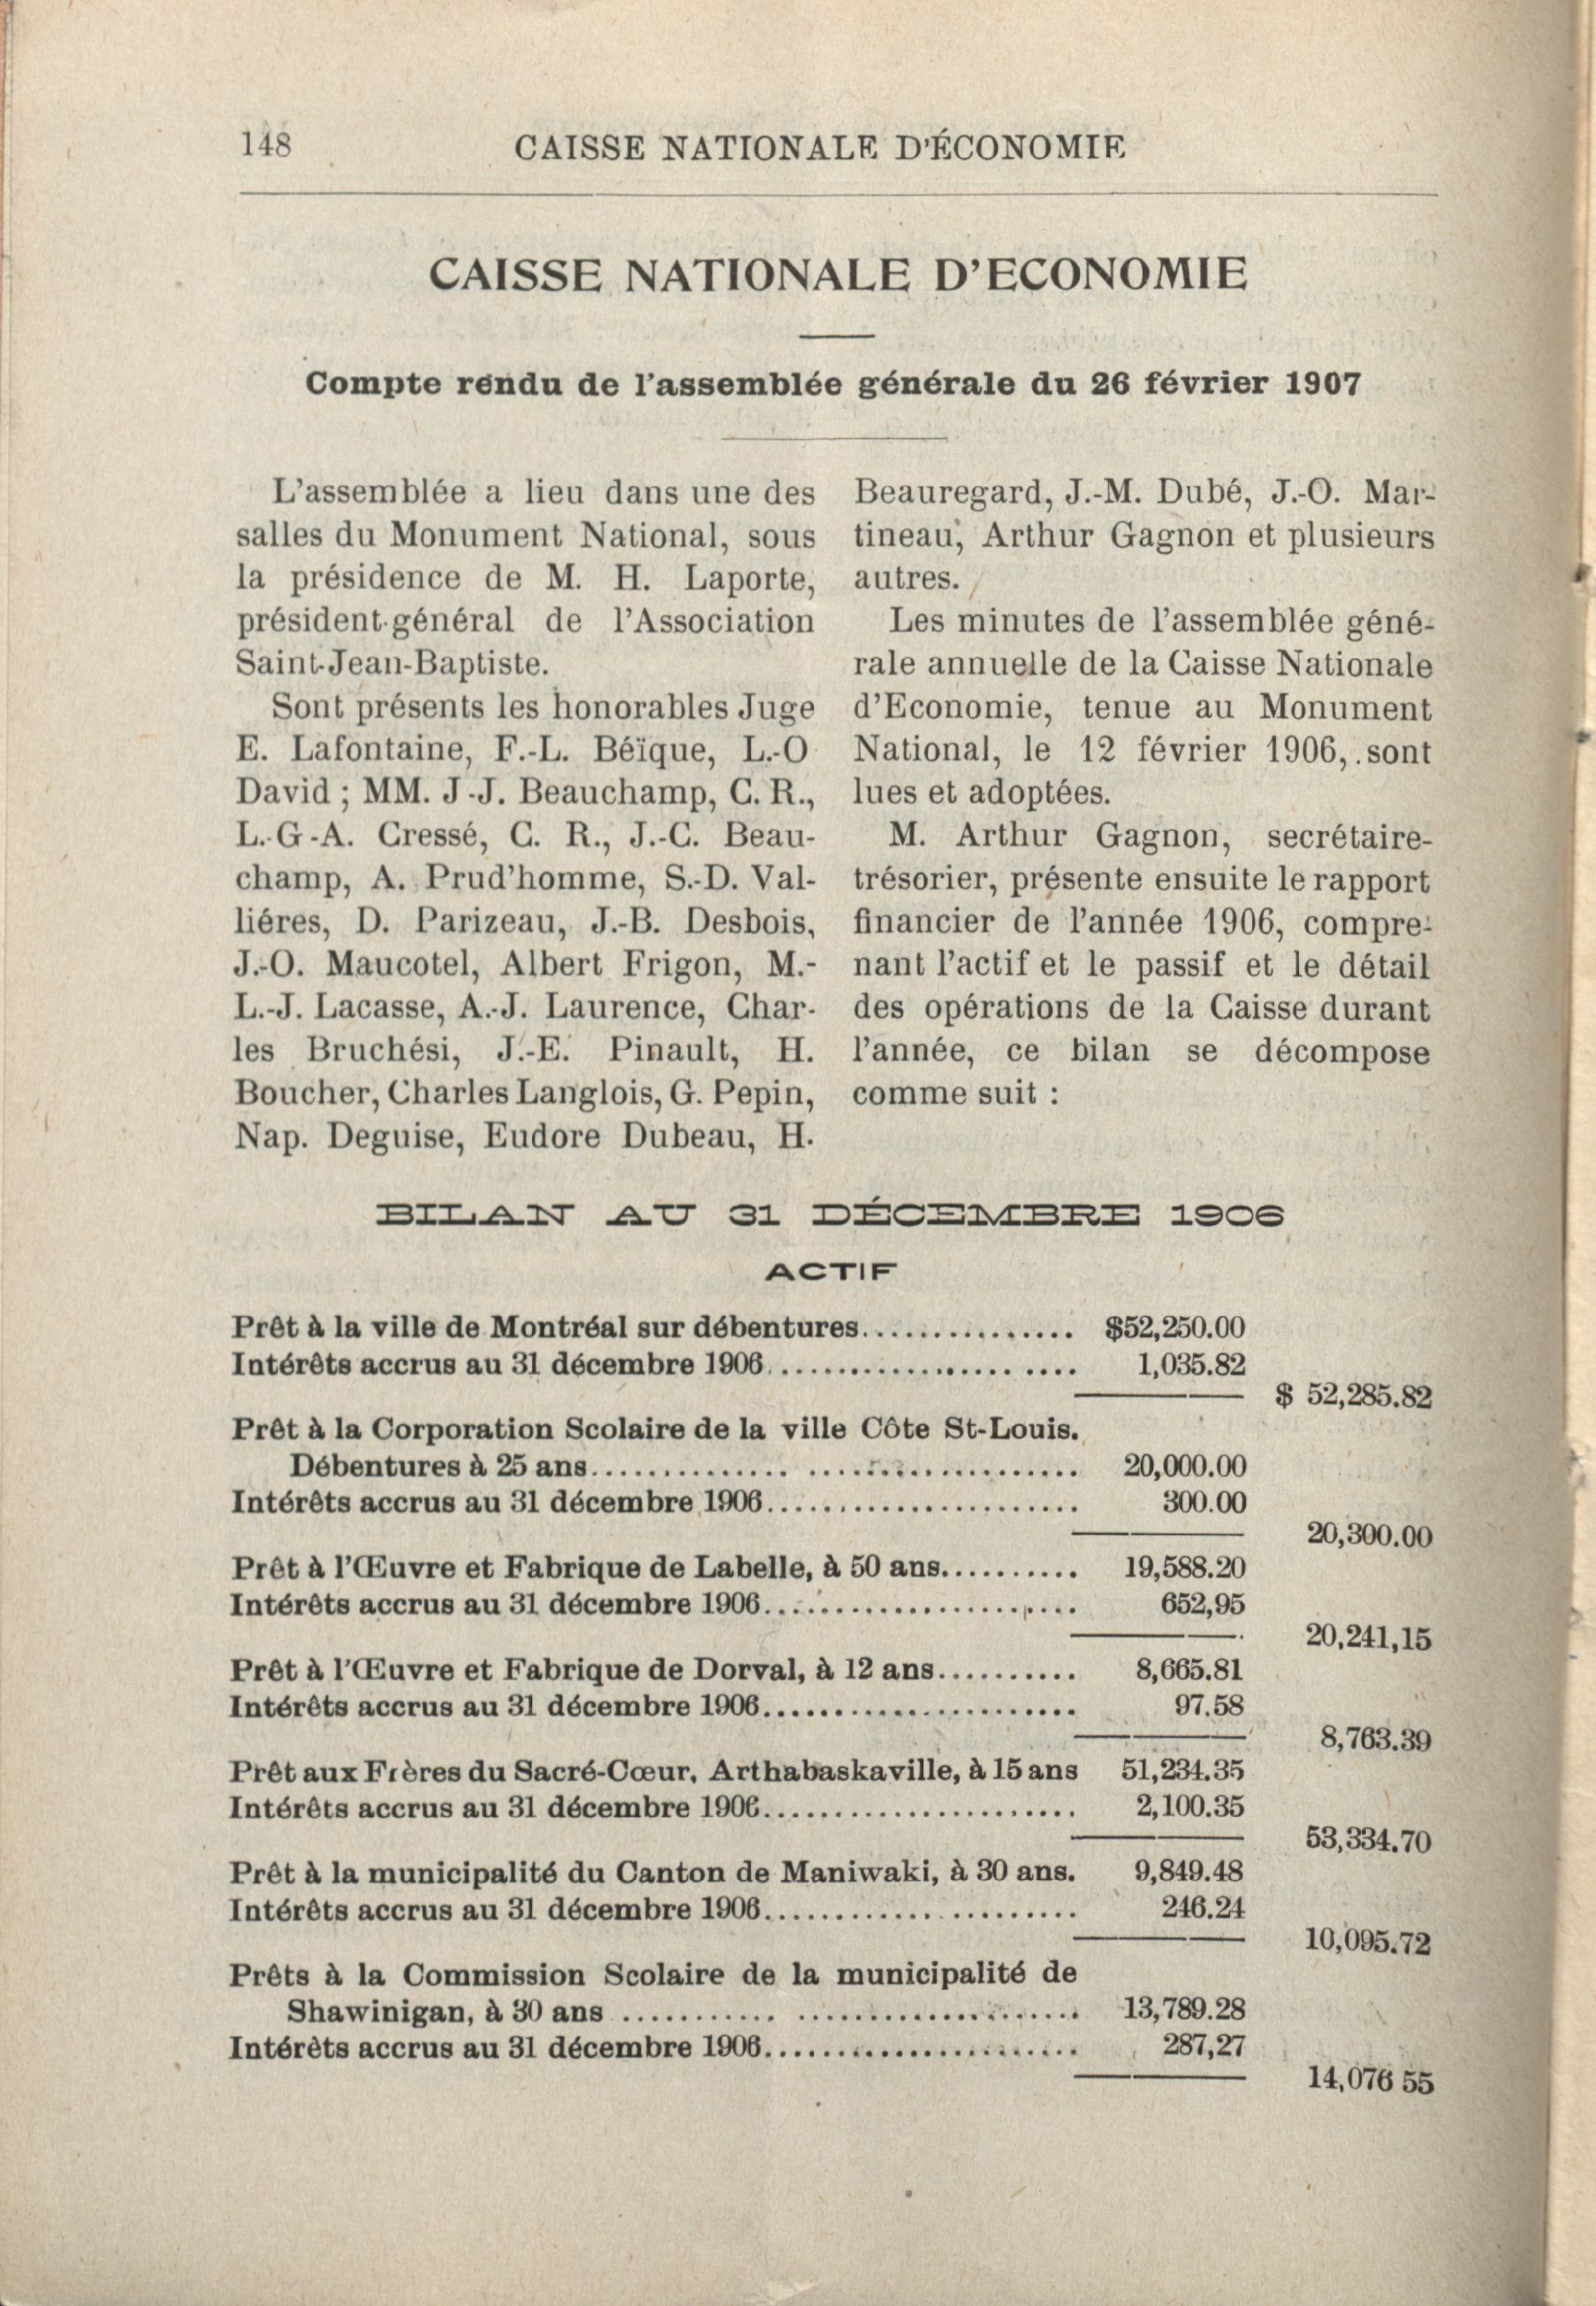 148
CAISSE NATIONALE D'ÉCONOMIE
CAISSE NATIONALE D'ECONOMIE
Compte rendu de l'assemblée générale du 26 février 1907
L'assemblée a lieu dans une des
salles du Monument National, sous
la présidence de M. H. Laporte,
président-général de l'Association
Saint-Jean-Baptiste.
Sont présents les honorables Juge
E. Lafontaine, F.-L. Béïque, L.-O
David ; MM. J.-J. Beauchamp, C. R.,
L.-G.-A. Cressé, C. R., J.-C. Beau-
champ, A. Prud'homme, S.-D. Val-
liéres, D. Parizeau, J.-B. Desbois,
J.-O. Maucotel, Albert Frigon, M.-
L.-J. Lacasse, A.-J. Laurence, Char-
les Bruchési, J.-E. Pinault, H.
Boucher, Charles Langlois, G. Pepin,
Nap. Deguise, Eudore Dubeau, H.
Beauregard, J.-M. Dubé, J.-O. Mar-
tineau, Arthur Gagnon et plusieurs
autres.
Les minutes de l'assemblée géné-
rale annuelle de la Caisse Nationale
d'Economie, tenue au Monument
National, le 12 février 1906, sont
lues et adoptées.
M. Arthur Gagnon, secrétaire-
trésorier, présente ensuite le rapport
financier de l'année 1906, compre-
nant l'actif et le passif et le détail
des opérations de la Caisse durant
l'année, ce bilan se décompose
comme suit :
BILAN AU 31 DÉCEMBRE 1906
ACTIF
Prêt à la ville de Montréal sur débentures................ $52,250.00
Intérêts accrus au 31 décembre 1906...................... 1,035.82
$ 52,285.82
Prêt à la Corporation Scolaire de la ville Côte St-Louis.
Débentures à 25 ans.................................. 20,000.00
Intérêts accrus au 31 décembre 1906...................... 300.00
20,300.00
Prêt à l'Œuvre et Fabrique de Labelle, à 50 ans.......... 19,588.20
Intérêts accrus au 31 décembre 1906...................... 652,95
20,241,15
Prêt à l'Œuvre et Fabrique de Dorval, à 12 ans.......... 8,665.81
Intérêts accrus au 31 décembre 1906...................... 97.58
8,763.39
Prêt aux Frères du Sacré-Cœur, Arthabaskaville, à 15 ans 51,234.35
Intérêts accrus au 31 décembre 1906...................... 2,100.35
53,334.70
Prêt à la municipalité du Canton de Maniwaki, à 30 ans. 9,849.48
Intérêts accrus au 31 décembre 1906...................... 246.24
10,095.72
Prêts à la Commission Scolaire de la municipalité de
Shawinigan, à 30 ans ............................... 13,789.28
Intérêts accrus au 31 décembre 1906...................... 287,27
14,076 55